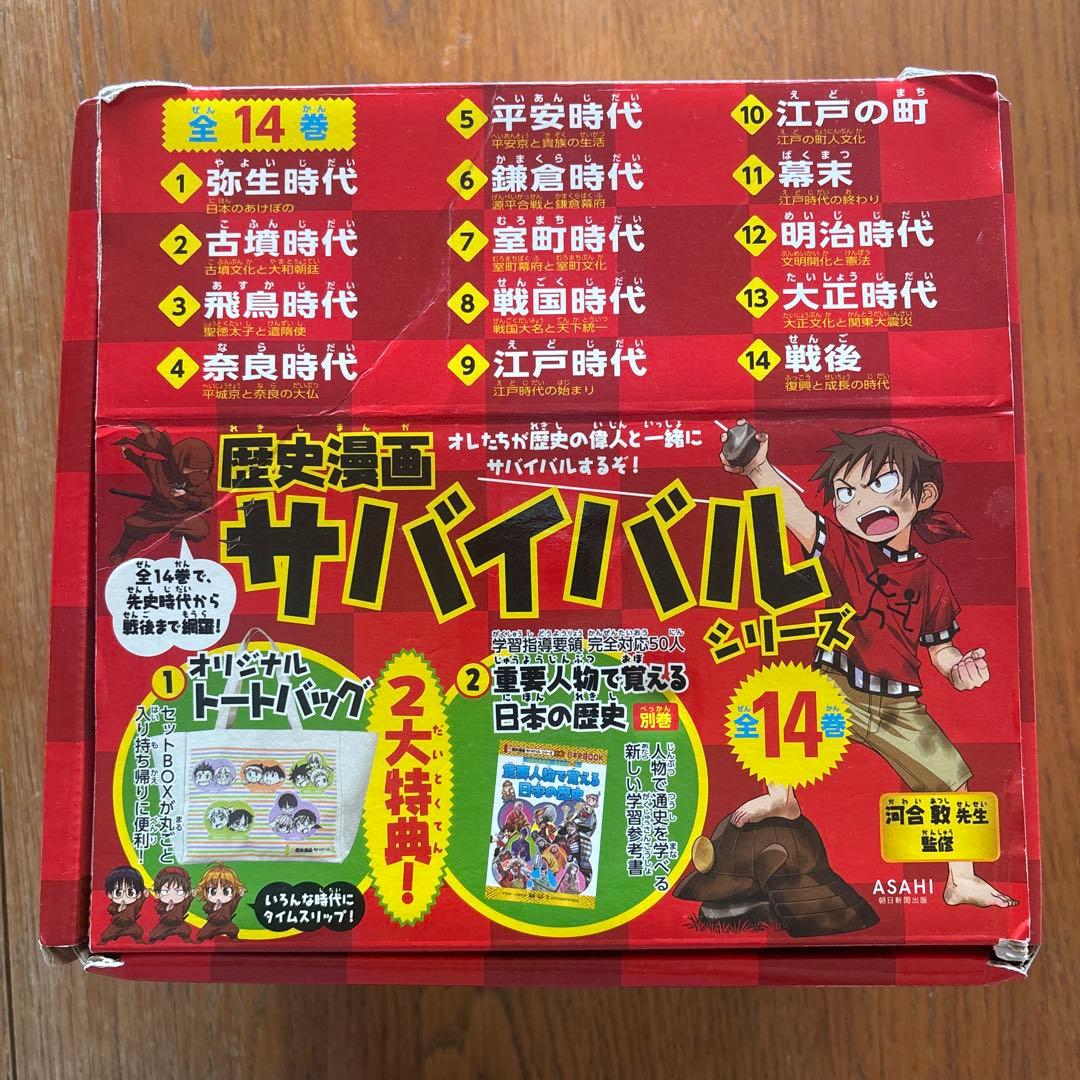 全14巻
1 弥生時代
日本のあけぼの
2 古墳時代
古墳文化と大和朝廷
3 飛鳥時代
聖徳太子と遣隋使
4 奈良時代
平城京と奈良の大仏
5 平安時代
平安京と貴族の生活
6 鎌倉時代
源平合戦と鎌倉幕府
7 室町時代
室町幕府と室町文化
8 戦国時代
戦国大名と天下統一
9 江戸時代
江戸時代の始まり
10 江戸の町
江戸の町人文化
11 幕末
江戸時代の終わり
12 明治時代
文明開化と憲法
13 大正時代
大正文化と関東大震災
14 戦後
復興と成長の時代
オレたちが歴史の偉人と一緒に
サバイバルするぞ!
歴史漫画
サバイバル
シリーズ
全14巻で、
先史時代から
戦後まで網羅!
1 オリジナル
トートバッグ
セットBOXが丸ごと
入り持ち帰りに便利!
2大特典!
学習指導要領 完全対応50人
2 重要人物で覚える
日本の歴史 別巻
人物で通史を学べる
新しい学習参考書
重要人物で覚える
日本の歴史
全14巻
河合 敦 先生
監修
いろんな時代に
タイムスリップ!
ASAHI
朝日新聞出版